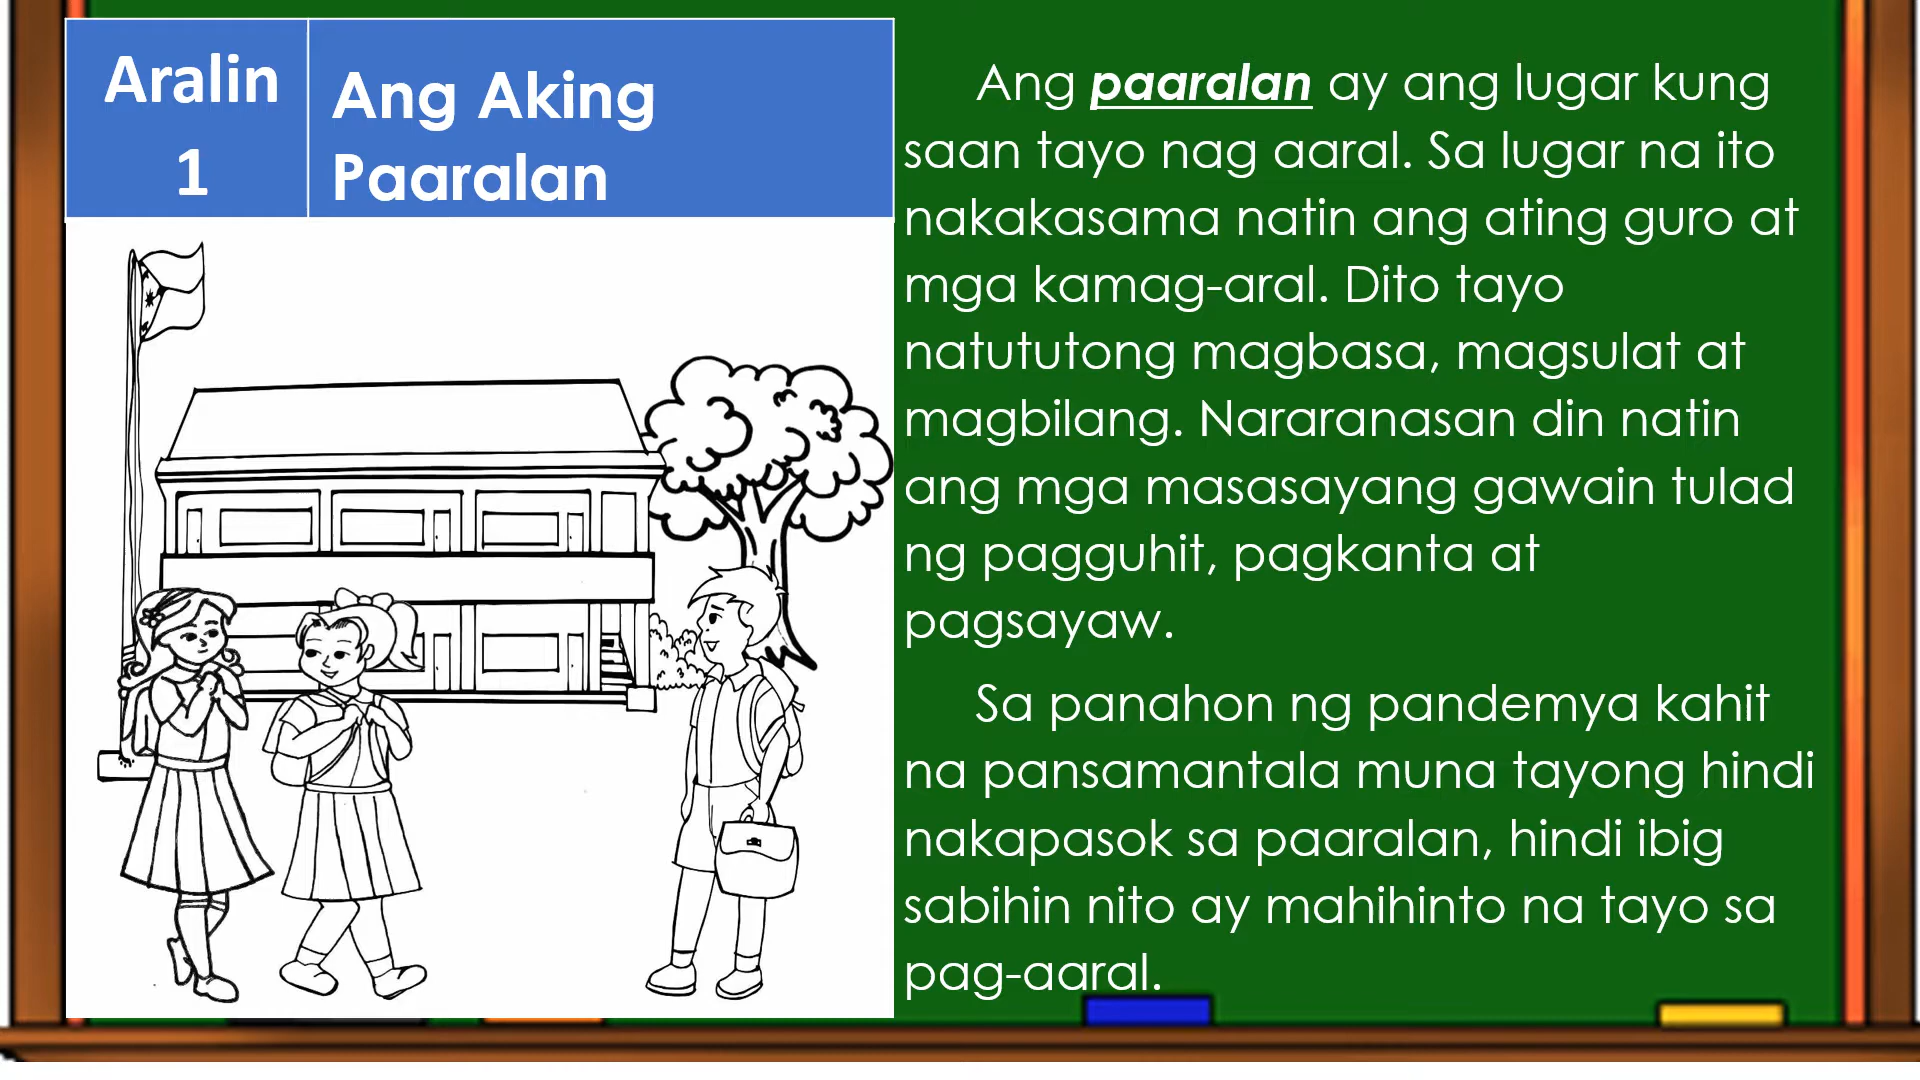 Aralin
1
Ang Aking
Paaralan
Ang paaralan ay ang lugar kung
saan tayo nag aaral. Sa lugar na ito
nakakasama natin ang ating guro at
mga kamag-aral. Dito tayo
natututong magbasa, magsulat at
magbilang. Nararanasan din natin
ang mga masasayang gawain tulad
ng pagguhit, pagkanta at
pagsayaw.
Sa panahon ng pandemya kahit
na pansamantala muna tayong hindi
nakapasok sa paaralan, hindi ibig
sabihin nito ay mahihinto na tayo sa
pag-aaral.